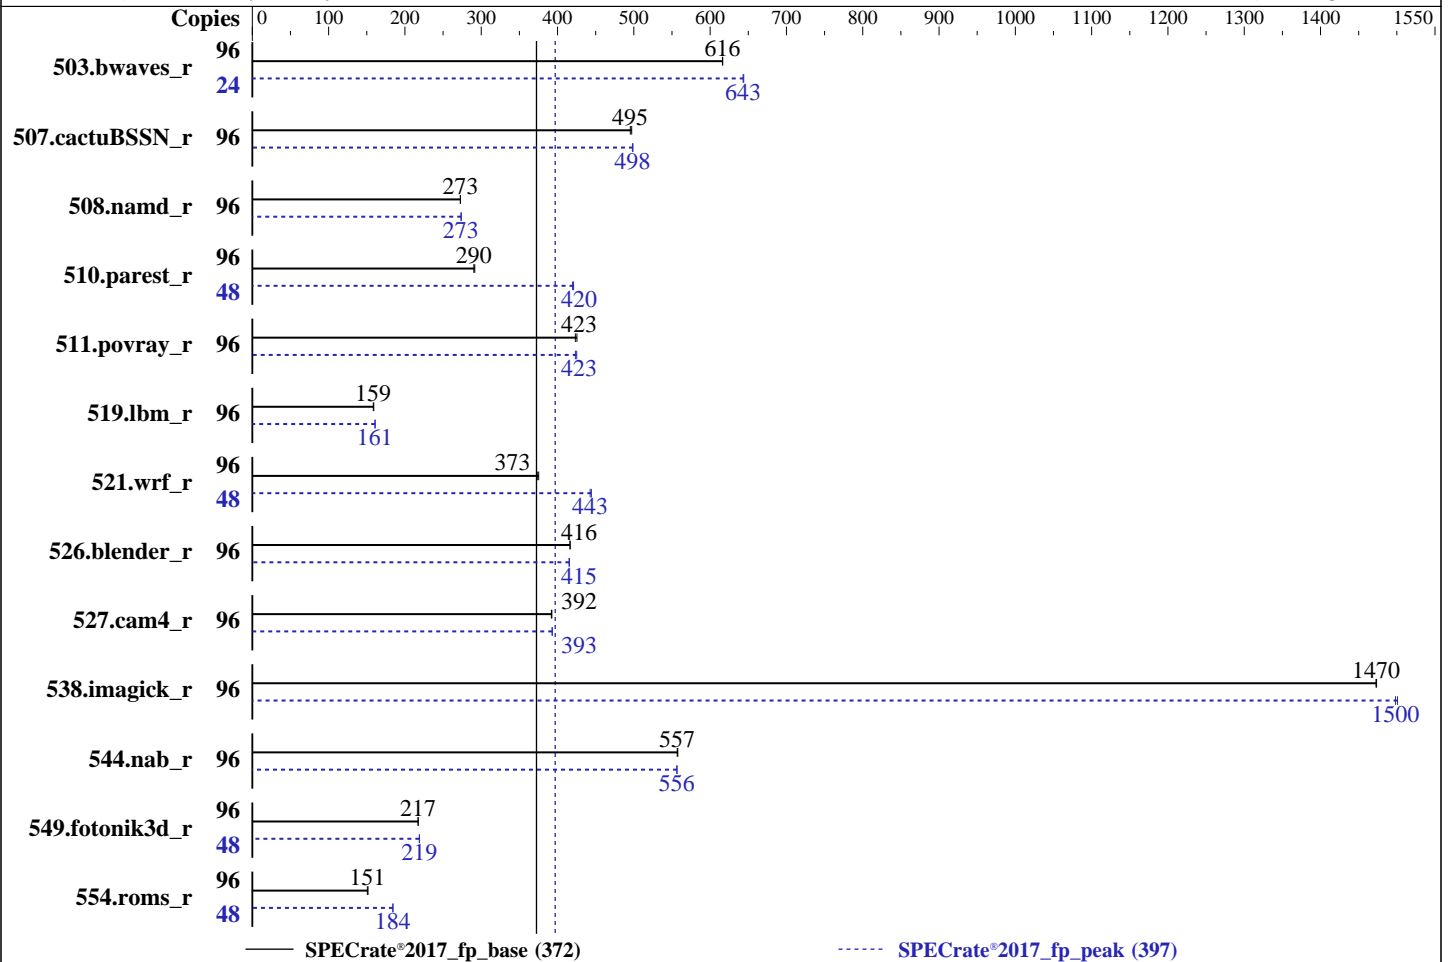 Copies 0 100 200 300 400 500 600 700 800 900 1000 1100 1200 1300 1400 1550
503.bwaves_r 96 616
24 643
507.cactuBSSN_r 96 495
498
508.namd_r 96 273
273
510.parest_r 96 290
48 420
511.povray_r 96 423
423
519.lbm_r 96 159
161
521.wrf_r 96 373
48 443
526.blender_r 96 416
415
527.cam4_r 96 392
393
538.imagick_r 96 1470
1500
544.nab_r 96 557
556
549.fotonik3d_r 96 217
48 219
554.roms_r 96 151
48 184
SPECrate®2017_fp_base (372) SPECrate®2017_fp_peak (397)